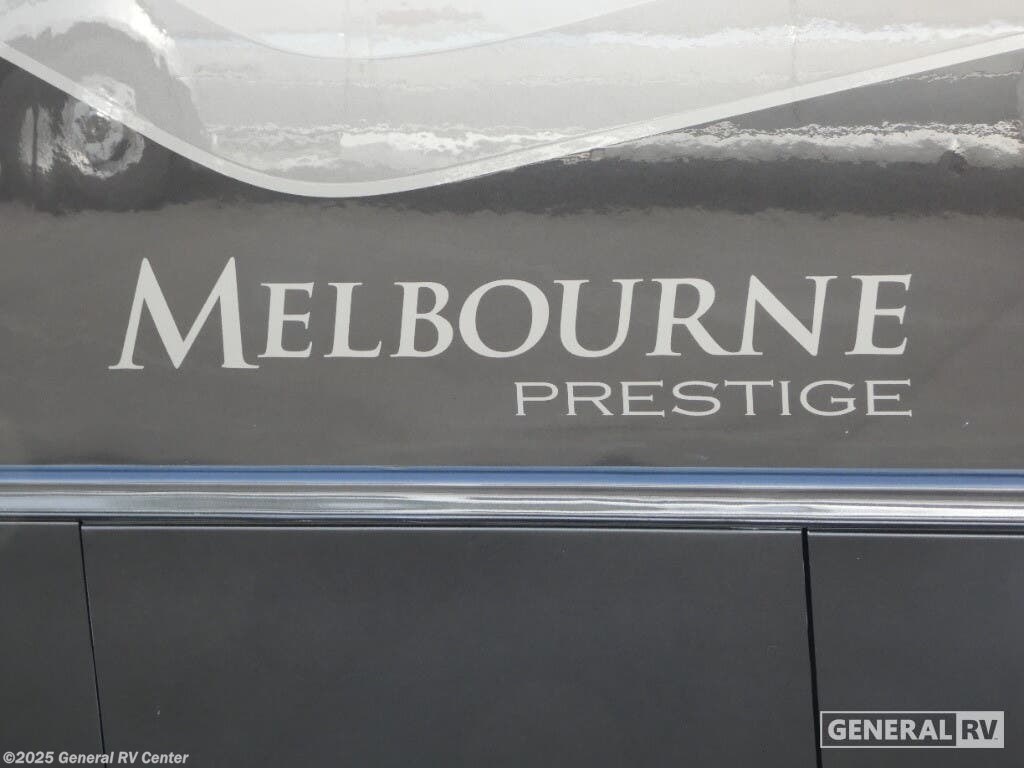 MELBOURNE
PRESTIGE
GENERAL RV
©2025 General RV Center